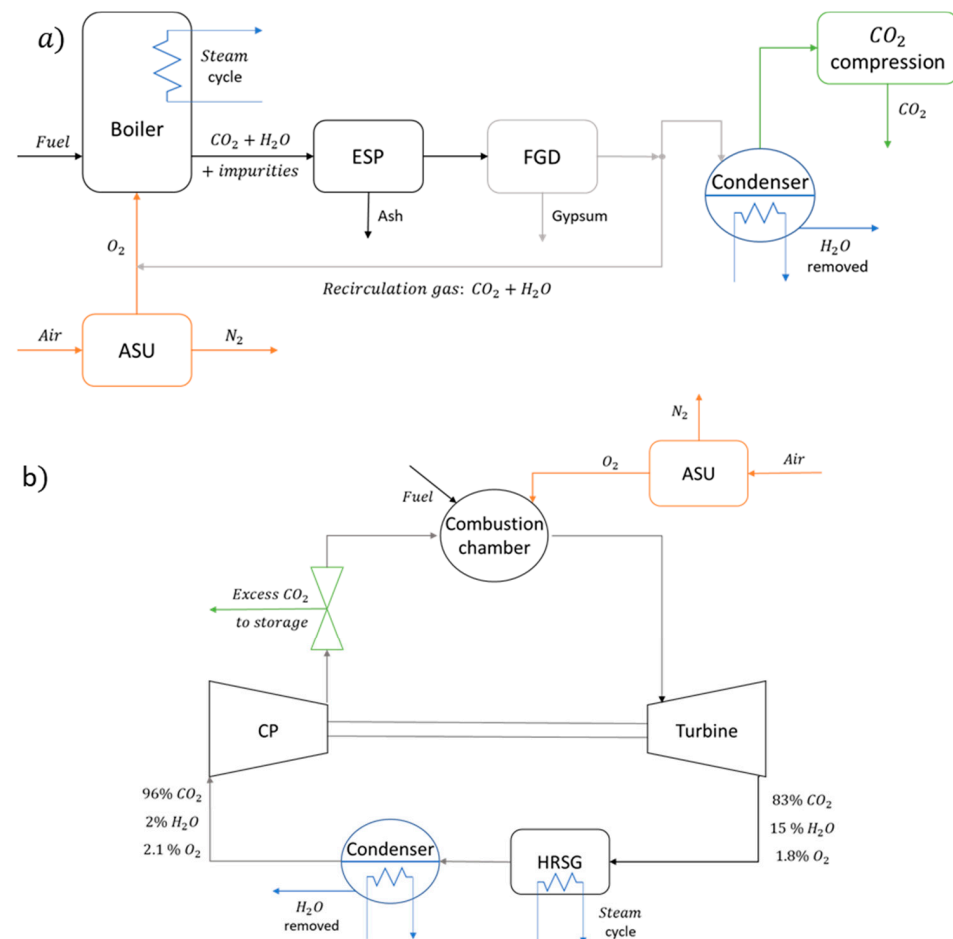 a)
Steam
cycle
Boiler
Fuel
CO₂ + H₂O
+ impurities
ESP
Ash
FGD
Gypsum
Condenser
H₂O
removed
CO₂
compression
CO₂
O₂
Recirculation gas: CO₂ + H₂O
Air
ASU
N₂
b)
N₂
O₂
ASU
Air
Fuel
Combustion
chamber
Excess CO₂
to storage
CP
Turbine
96% CO₂
2% H₂O
2.1 % O₂
83% CO₂
15 % H₂O
1.8% O₂
Condenser
HRSG
H₂O
removed
Steam
cycle